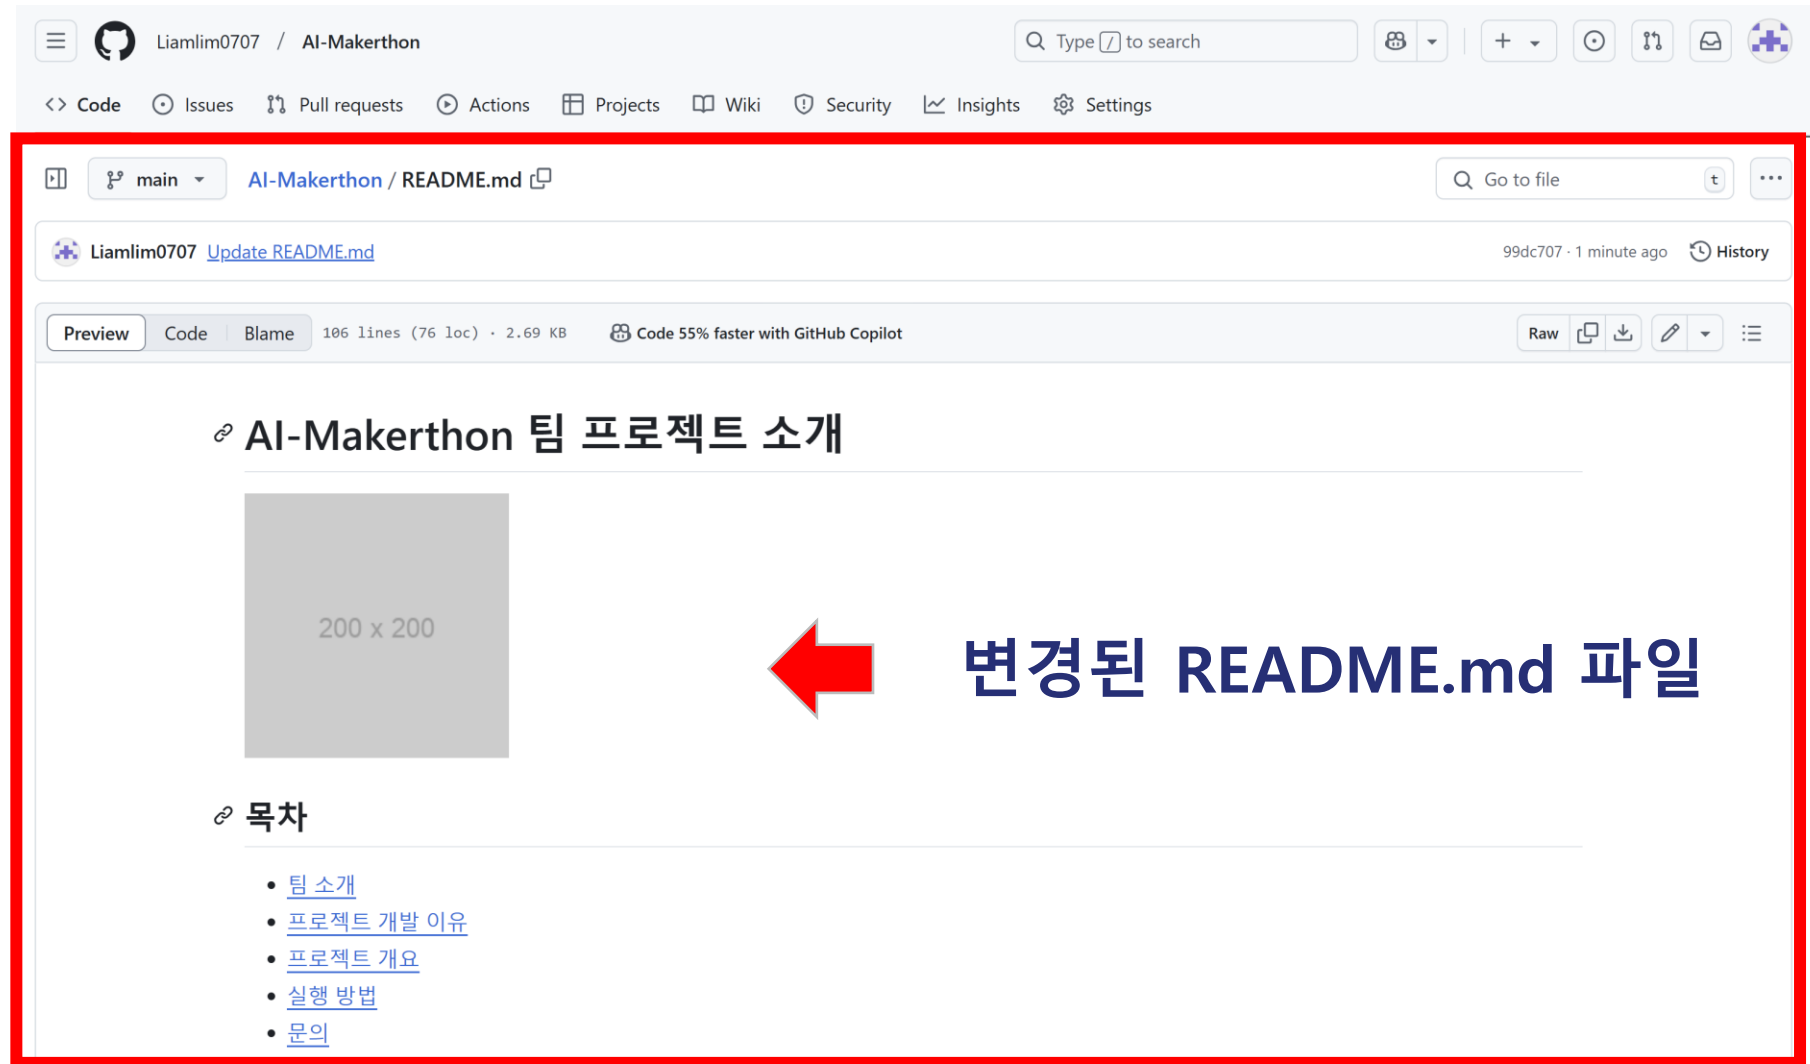 Liamlim0707 / AI-Makerthon Type / to search
Code Issues Pull requests Actions Projects Wiki Security Insights Settings
main AI-Makerthon / README.md Go to file t
Liamlim0707 Update README.md 99dc707 · 1 minute ago History
Preview Code Blame 106 lines (76 loc) · 2.69 KB Code 55% faster with GitHub Copilot Raw
AI-Makerthon 팀 프로젝트 소개
200 x 200
변경된 README.md 파일
목차
• 팀 소개
• 프로젝트 개발 이유
• 프로젝트 개요
• 실행 방법
• 문의